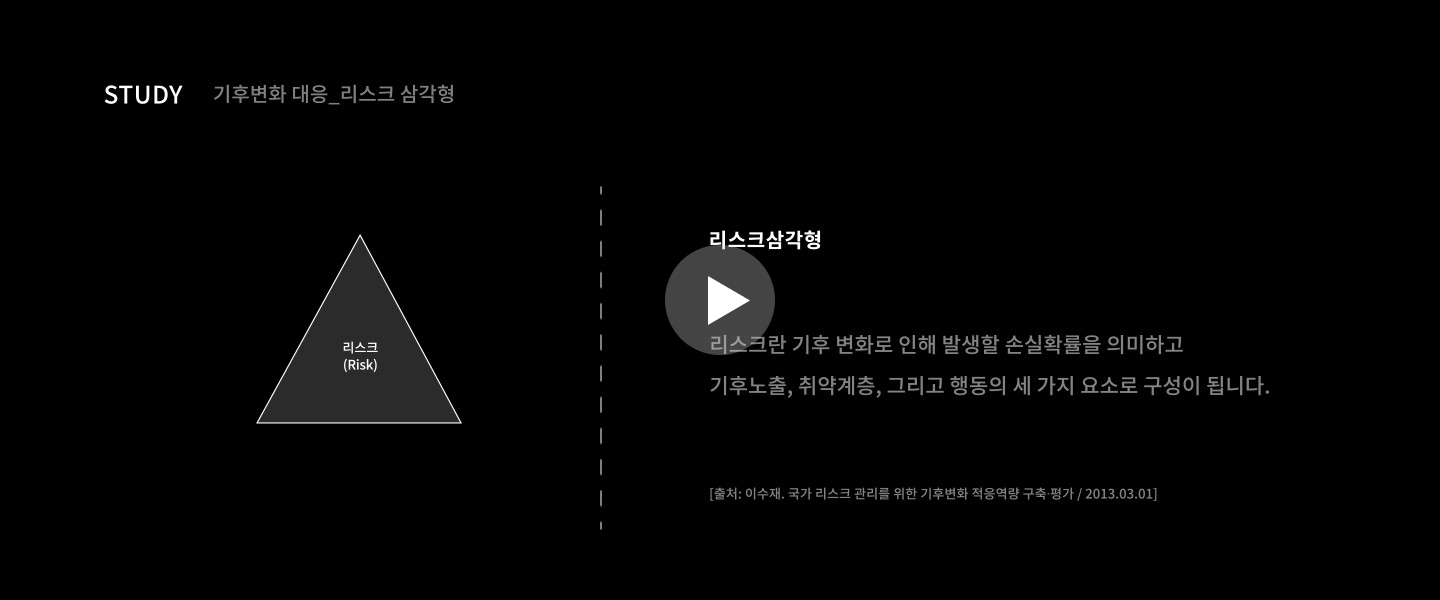 STUDY 기후변화 대응_리스크 삼각형
리스크
(Risk)
리스크삼각형
리스크란 기후 변화로 인해 발생할 손실확률을 의미하고
기후노출, 취약계층, 그리고 행동의 세 가지 요소로 구성이 됩니다.
[출처: 이수재. 국가 리스크 관리를 위한 기후변화 적응역량 구축·평가 / 2013.03.01]